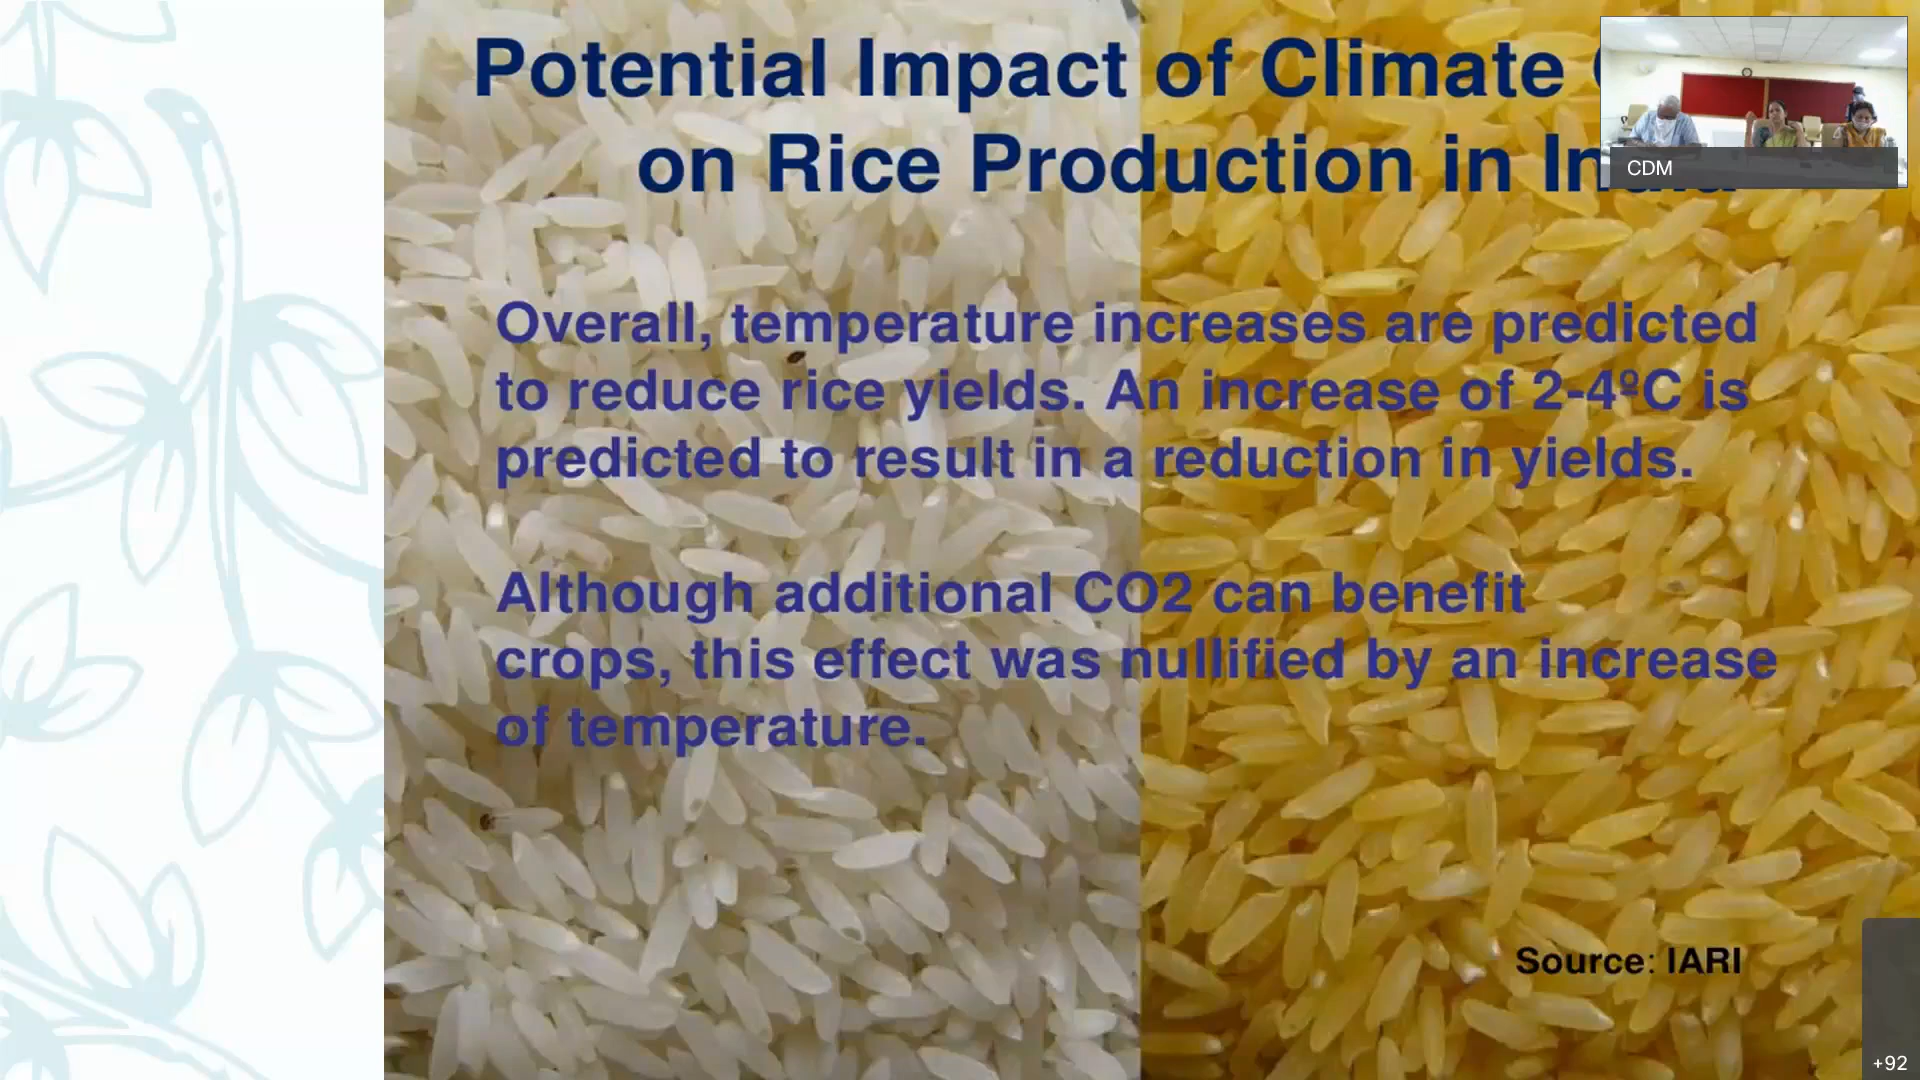 Potential Impact of Climate
on Rice Production in India
CDM
Overall, temperature increases are predicted
to reduce rice yields. An increase of 2-4ºC is
predicted to result in a reduction in yields.
Although additional CO2 can benefit
crops, this effect was nullified by an increase
of temperature.
Source: IARI
+92